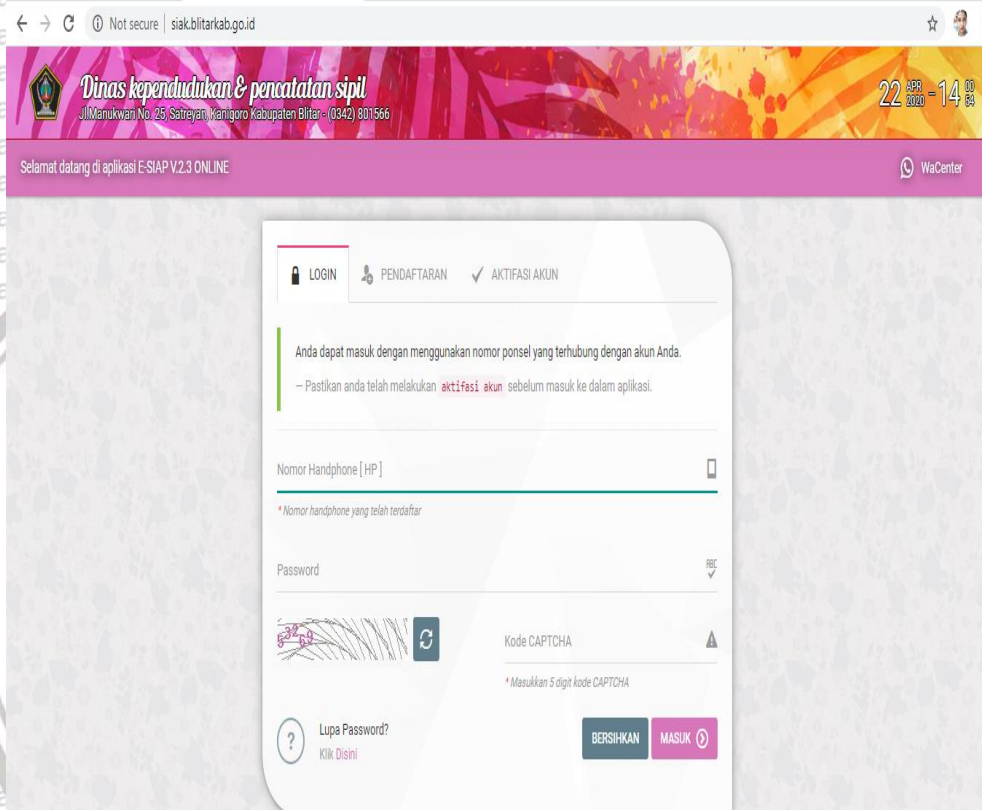 Not secure | siak.blitarkab.go.id
Dinas kependudukan & pencatatan sipil
Jl.Manukwari No. 25, Satreyan, Kanigoro Kabupaten Blitar - (0342) 801566
22 APR 2020 - 14 00 54
Selamat datang di aplikasi E-SIAP V.2.3 ONLINE
WaCenter
LOGIN PENDAFTARAN AKTIFASI AKUN
Anda dapat masuk dengan menggunakan nomor ponsel yang terhubung dengan akun Anda.
– Pastikan anda telah melakukan aktifasi akun sebelum masuk ke dalam aplikasi.
Nomor Handphone [ HP ]
* Nomor handphone yang telah terdaftar
Password
ABC
53269
Kode CAPTCHA
* Masukkan 5 digit kode CAPTCHA
? Lupa Password?
Klik Disini
BERSIHKAN MASUK